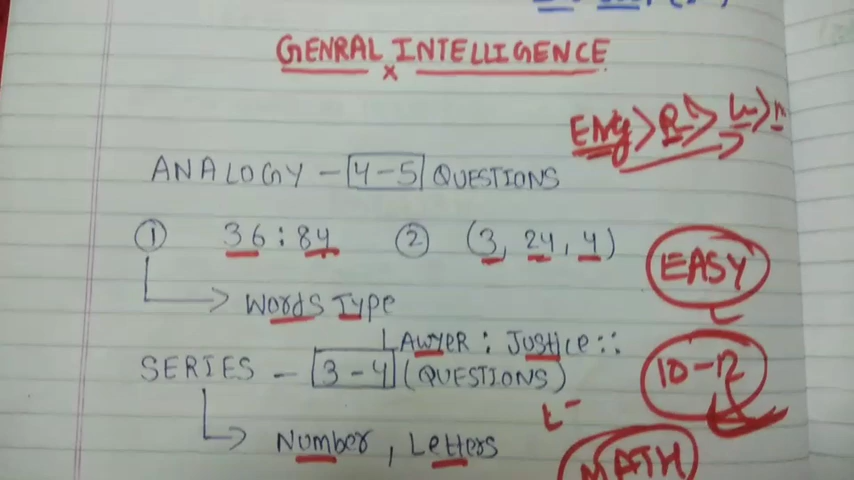 GENRAL INTELLIGENCE
x
ENg > R >
ANALOGY - 4-5 QUESTIONS
① 36 : 84 ② (3, 24, 4)
EASY
Words Type
LAWYER : Justice ::
SERIES - 3-4 (QUESTIONS)
10-12
Number, Letters
MATH